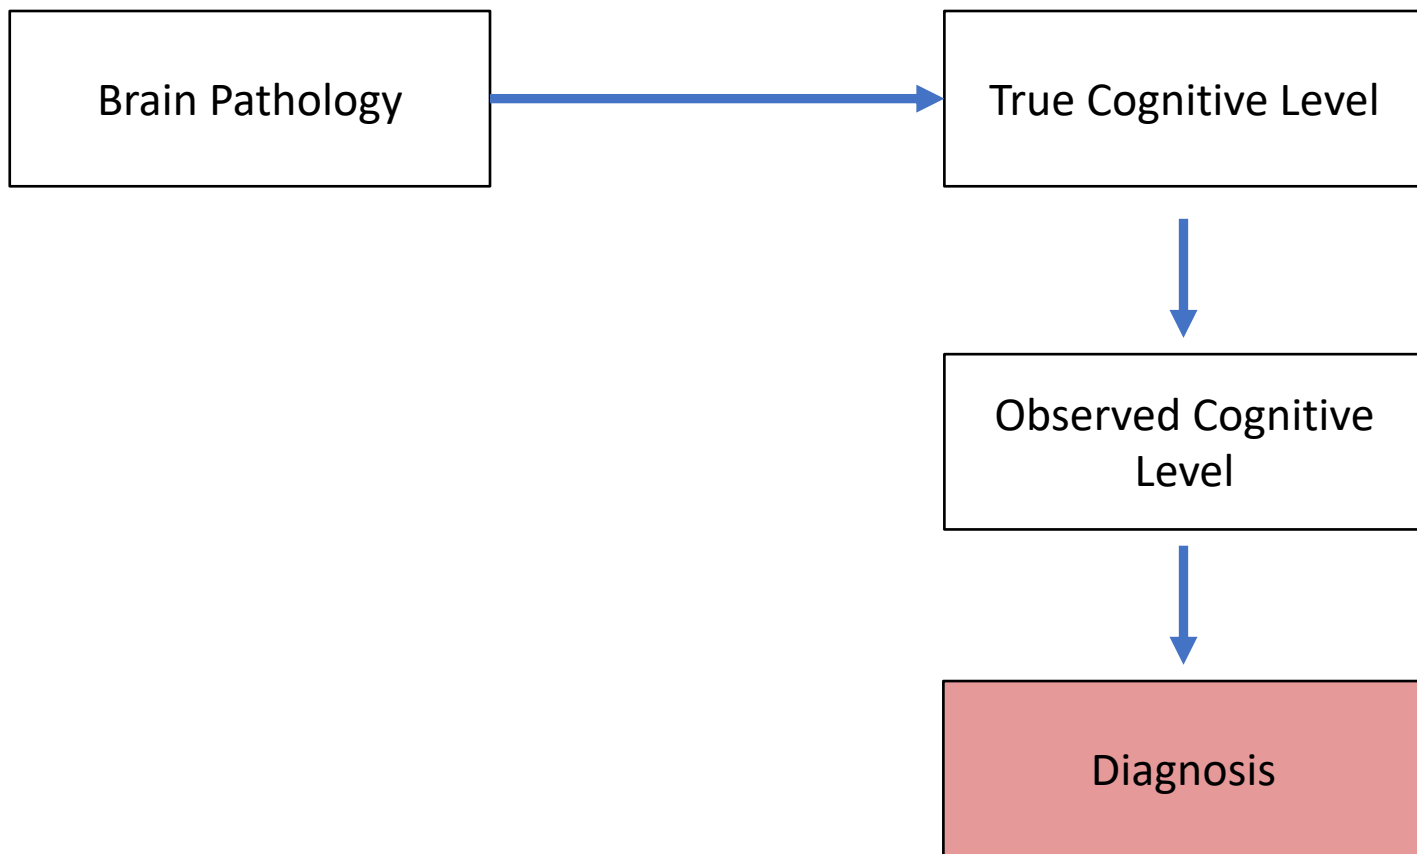 Brain Pathology
True Cognitive Level
Observed Cognitive
Level
Diagnosis